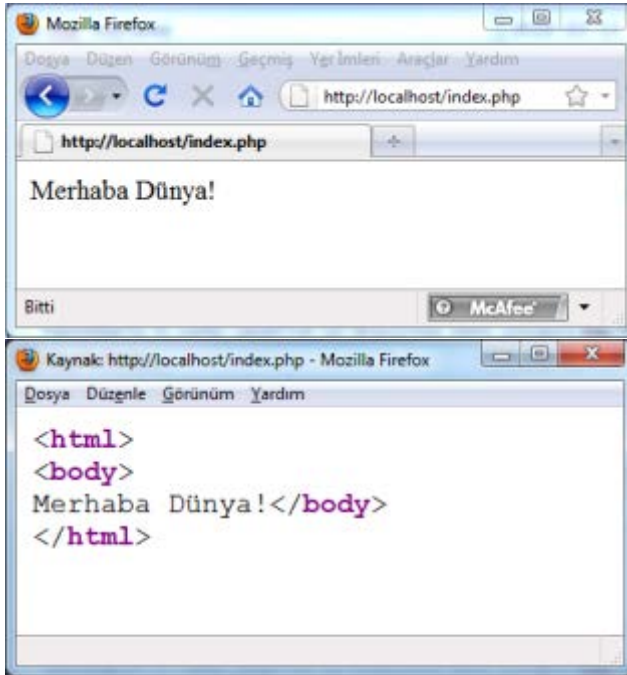 Mozilla Firefox
Dosya Düzen Görünüm Geçmiş Yer İmleri Araçlar Yardım
http://localhost/index.php
http://localhost/index.php
Merhaba Dünya!
Bitti
McAfee
Kaynak: http://localhost/index.php - Mozilla Firefox
Dosya Düzenle Görünüm Yardım
<html>
<body>
Merhaba Dünya!</body>
</html>